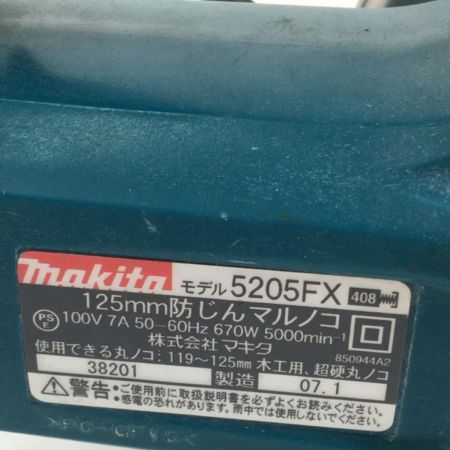 makita モデル 5205FX 408
125mm防じんマルノコ
PS E 100V 7A 50-60Hz 670W 5000min⁻¹
株式会社マキタ 850944A2
使用できる丸ノコ:119～125mm 木工用、超硬丸ノコ
38201 製造 07.1
警告 ●ご使用前に取扱説明書を必ずよくお読みください。
●感電の恐れがあります。雨中では使用しないでください。
>PC-GF15<